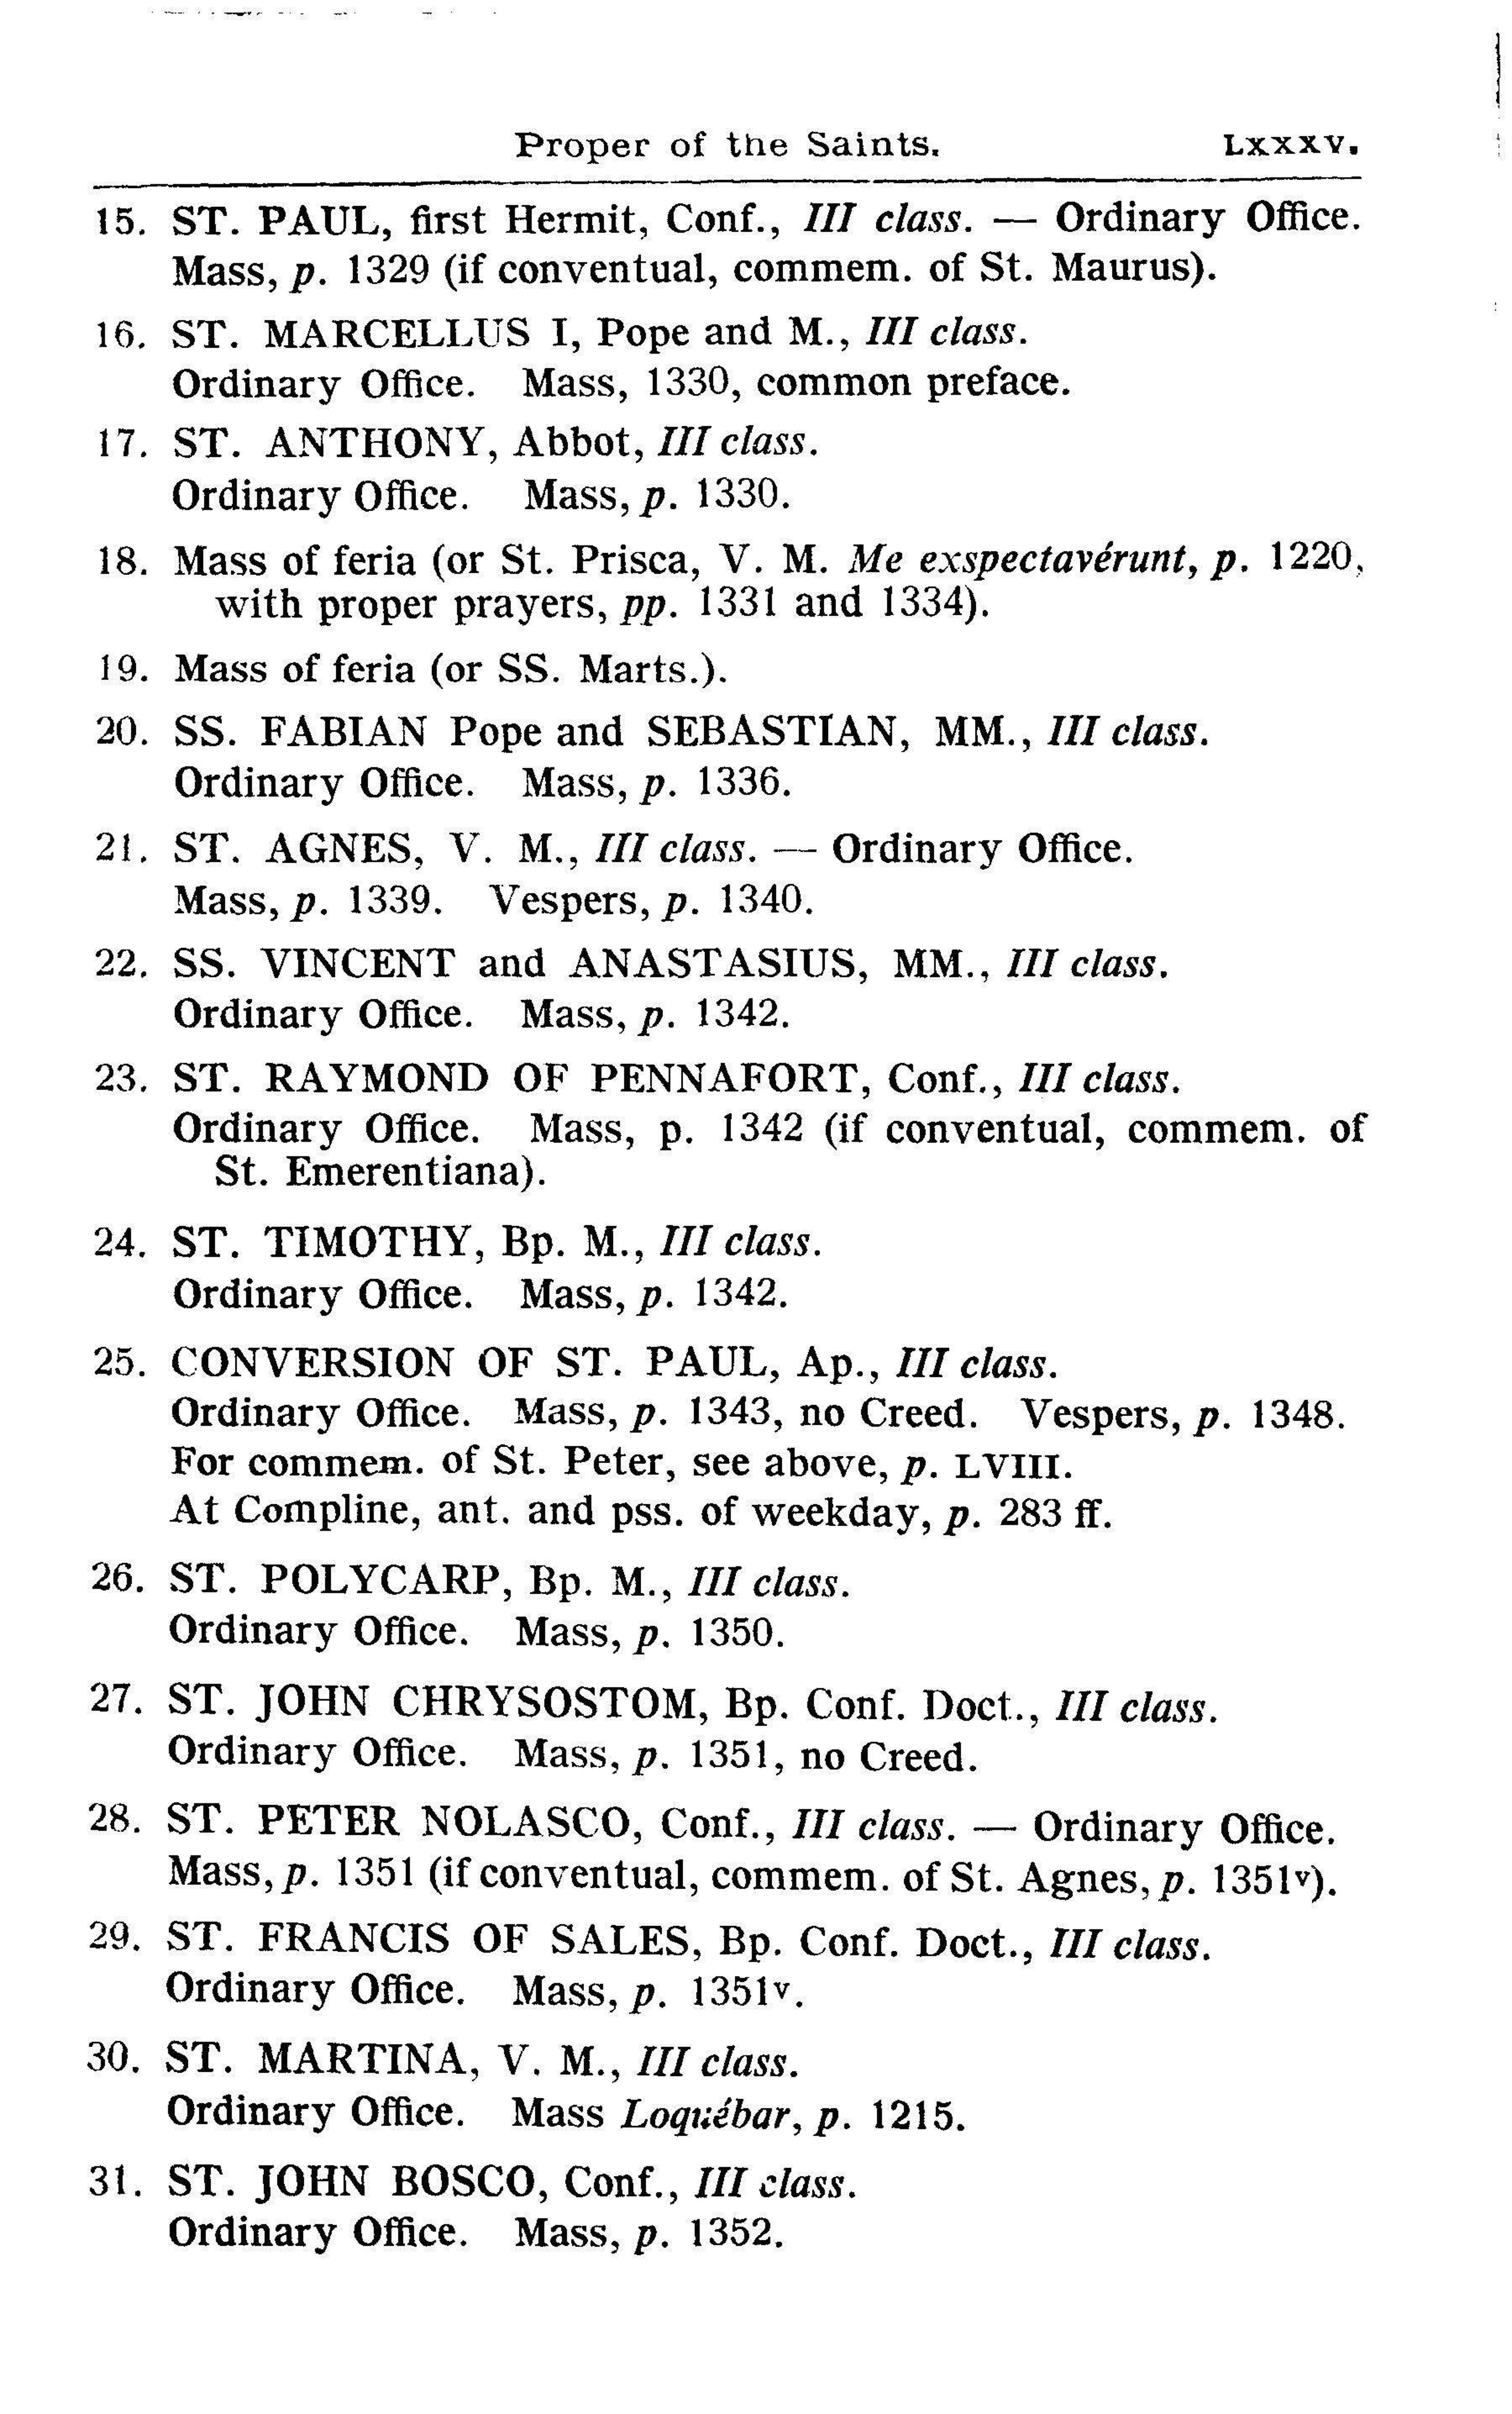 Proper of the Saints. LXXXV.
15. ST. PAUL, first Hermit, Conf., III class. — Ordinary Office.
Mass, p. 1329 (if conventual, commem. of St. Maurus).
16. ST. MARCELLUS I, Pope and M., III class.
Ordinary Office. Mass, 1330, common preface.
17. ST. ANTHONY, Abbot, III class.
Ordinary Office. Mass, p. 1330.
18. Mass of feria (or St. Prisca, V. M. Me exspectavérunt, p. 1220,
with proper prayers, pp. 1331 and 1334).
19. Mass of feria (or SS. Marts.).
20. SS. FABIAN Pope and SEBASTIAN, MM., III class.
Ordinary Office. Mass, p. 1336.
21. ST. AGNES, V. M., III class. — Ordinary Office.
Mass, p. 1339. Vespers, p. 1340.
22. SS. VINCENT and ANASTASIUS, MM., III class.
Ordinary Office. Mass, p. 1342.
23. ST. RAYMOND OF PENNAFORT, Conf., III class.
Ordinary Office. Mass, p. 1342 (if conventual, commem. of
St. Emerentiana).
24. ST. TIMOTHY, Bp. M., III class.
Ordinary Office. Mass, p. 1342.
25. CONVERSION OF ST. PAUL, Ap., III class.
Ordinary Office. Mass, p. 1343, no Creed. Vespers, p. 1348.
For commem. of St. Peter, see above, p. LVIII.
At Compline, ant. and pss. of weekday, p. 283 ff.
26. ST. POLYCARP, Bp. M., III class.
Ordinary Office. Mass, p. 1350.
27. ST. JOHN CHRYSOSTOM, Bp. Conf. Doct., III class.
Ordinary Office. Mass, p. 1351, no Creed.
28. ST. PETER NOLASCO, Conf., III class. — Ordinary Office.
Mass, p. 1351 (if conventual, commem. of St. Agnes, p. 1351v).
29. ST. FRANCIS OF SALES, Bp. Conf. Doct., III class.
Ordinary Office. Mass, p. 1351v.
30. ST. MARTINA, V. M., III class.
Ordinary Office. Mass Loquébar, p. 1215.
31. ST. JOHN BOSCO, Conf., III class.
Ordinary Office. Mass, p. 1352.